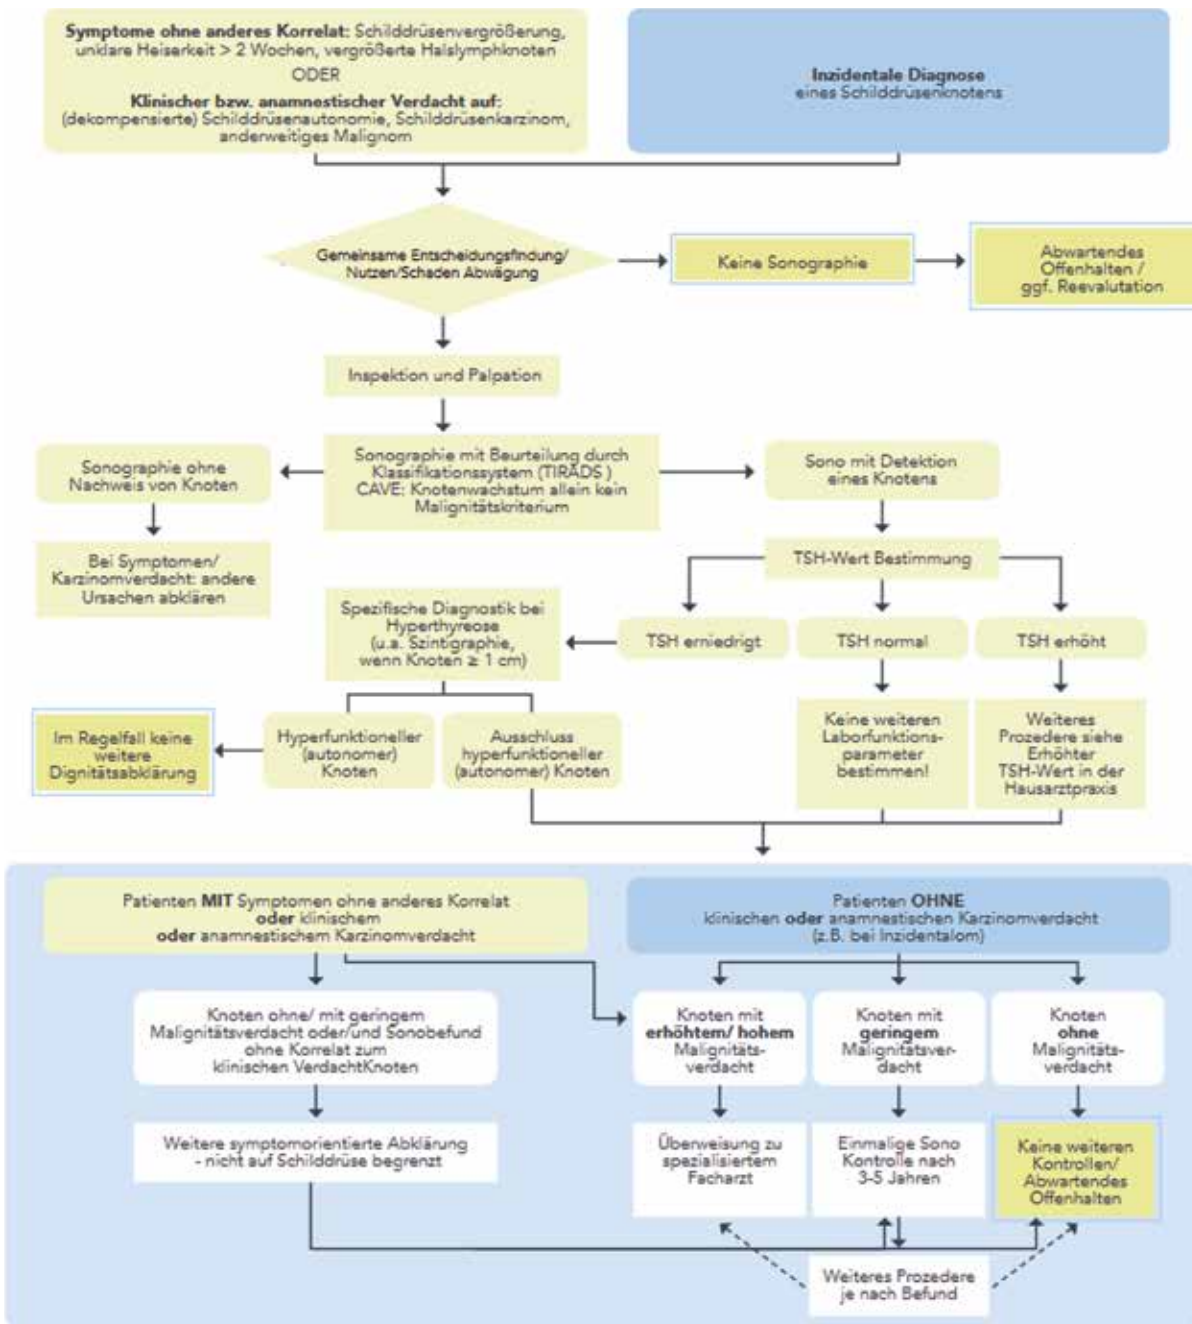 Symptome ohne anderes Korrelat: Schilddrüsenvergrößerung,
unklare Heiserkeit > 2 Wochen, vergrößerte Halslymphknoten
ODER
Klinischer bzw. anamnestischer Verdacht auf:
(dekompensierte) Schilddrüsenautonomie, Schilddrüsenkarzinom,
anderweitiges Malignom
Inzidentale Diagnose
eines Schilddrüsenknotens
Gemeinsame Entscheidungsfindung/
Nutzen/Schaden Abwägung
Keine Sonographie
Abwartendes
Offenhalten /
ggf. Reevalutation
Inspektion und Palpation
Sonographie ohne
Nachweis von Knoten
Sonographie mit Beurteilung durch
Klassifikationssystem (TIRADS )
CAVE: Knotenwachstum allein kein
Malignitätskriterium
Sono mit Detektion
eines Knotens
Bei Symptomen/
Karzinomverdacht: andere
Ursachen abklären
TSH-Wert Bestimmung
Spezifische Diagnostik bei
Hyperthyreose
(u.a. Szintigraphie,
wenn Knoten ≥ 1 cm)
TSH erniedrigt
TSH normal
TSH erhöht
Im Regelfall keine
weitere
Dignitätsabklärung
Hyperfunktioneller
(autonomer)
Knoten
Ausschluss
hyperfunktioneller
(autonomer) Knoten
Keine weiteren
Laborfunktions-
parameter
bestimmen!
Weiteres
Prozedere siehe
Erhöhter
TSH-Wert in der
Hausarztpraxis
Patienten MIT Symptomen ohne anderes Korrelat
oder klinischem
oder anamnestischem Karzinomverdacht
Patienten OHNE
klinischen oder anamnestischen Karzinomverdacht
(z.B. bei Inzidentalom)
Knoten ohne/ mit geringem
Malignitätsverdacht oder/und Sonobefund
ohne Korrelat zum
klinischen VerdachtKnoten
Knoten mit
erhöhtem/ hohem
Malignitäts-
verdacht
Knoten mit
geringem
Malignitätsver-
dacht
Knoten
ohne
Malignitäts-
verdacht
Weitere symptomorientierte Abklärung
- nicht auf Schilddrüse begrenzt
Überweisung zu
spezialisiertem
Facharzt
Einmalige Sono
Kontrolle nach
3-5 Jahren
Keine weiteren
Kontrollen/
Abwartendes
Offenhalten
Weiteres Prozedere
je nach Befund